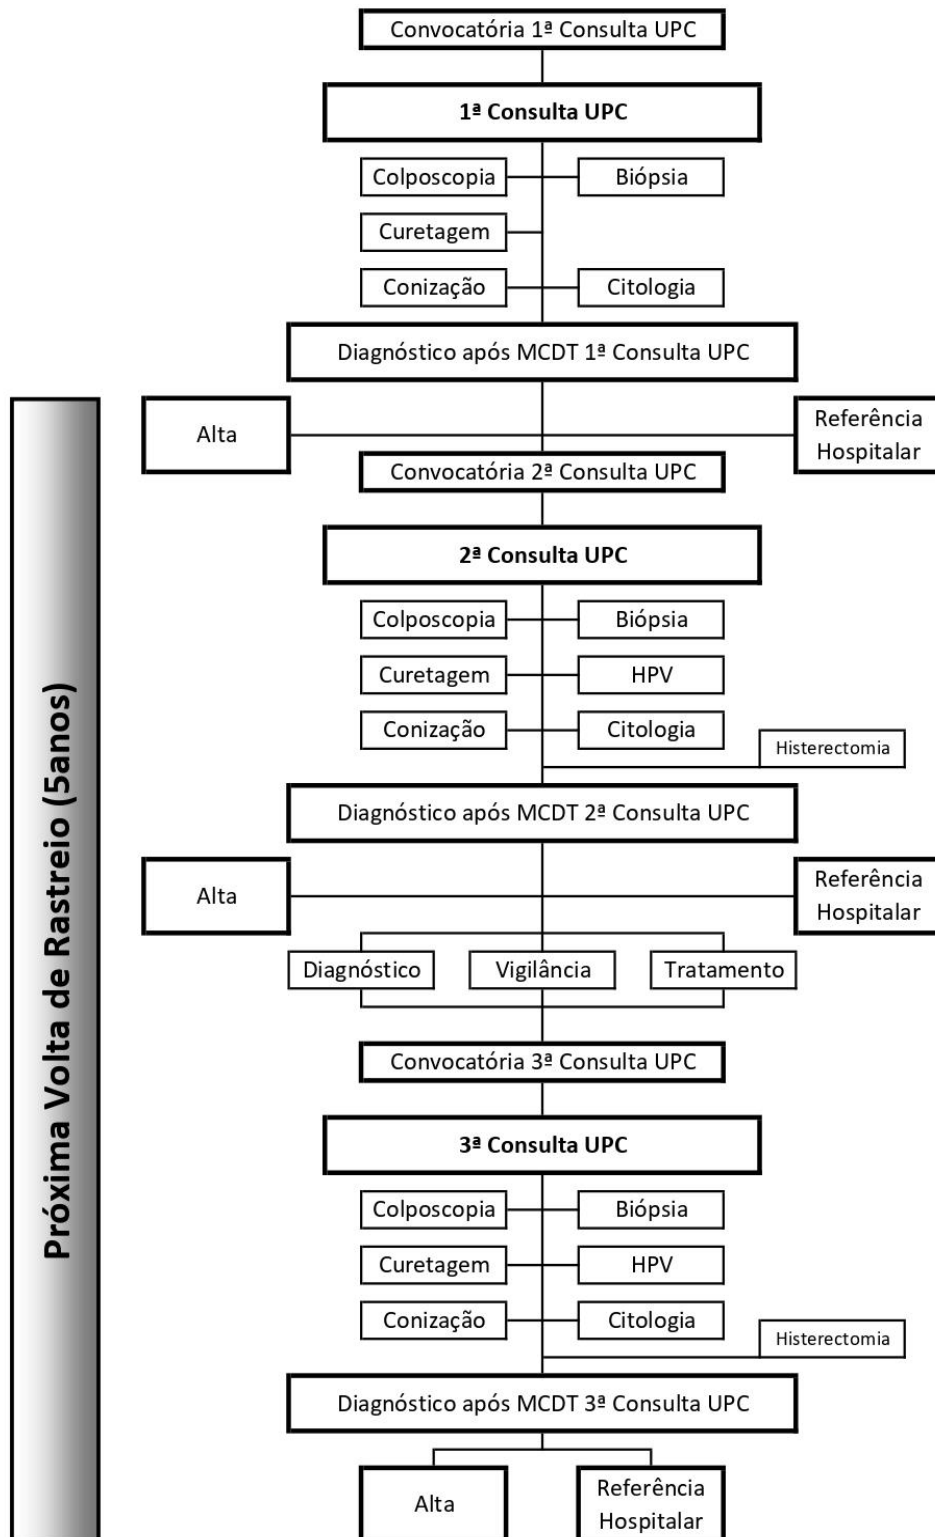 Convocatória 1ª Consulta UPC
1ª Consulta UPC
Colposcopia
Biópsia
Curetagem
Conização
Citologia
Diagnóstico após MCDT 1ª Consulta UPC
Alta
Referência
Hospitalar
Convocatória 2ª Consulta UPC
2ª Consulta UPC
Colposcopia
Biópsia
Curetagem
HPV
Conização
Citologia
Histerectomia
Diagnóstico após MCDT 2ª Consulta UPC
Alta
Referência
Hospitalar
Diagnóstico
Vigilância
Tratamento
Convocatória 3ª Consulta UPC
3ª Consulta UPC
Colposcopia
Biópsia
Curetagem
HPV
Conização
Citologia
Histerectomia
Diagnóstico após MCDT 3ª Consulta UPC
Alta
Referência
Hospitalar
Próxima Volta de Rastreio (5anos)